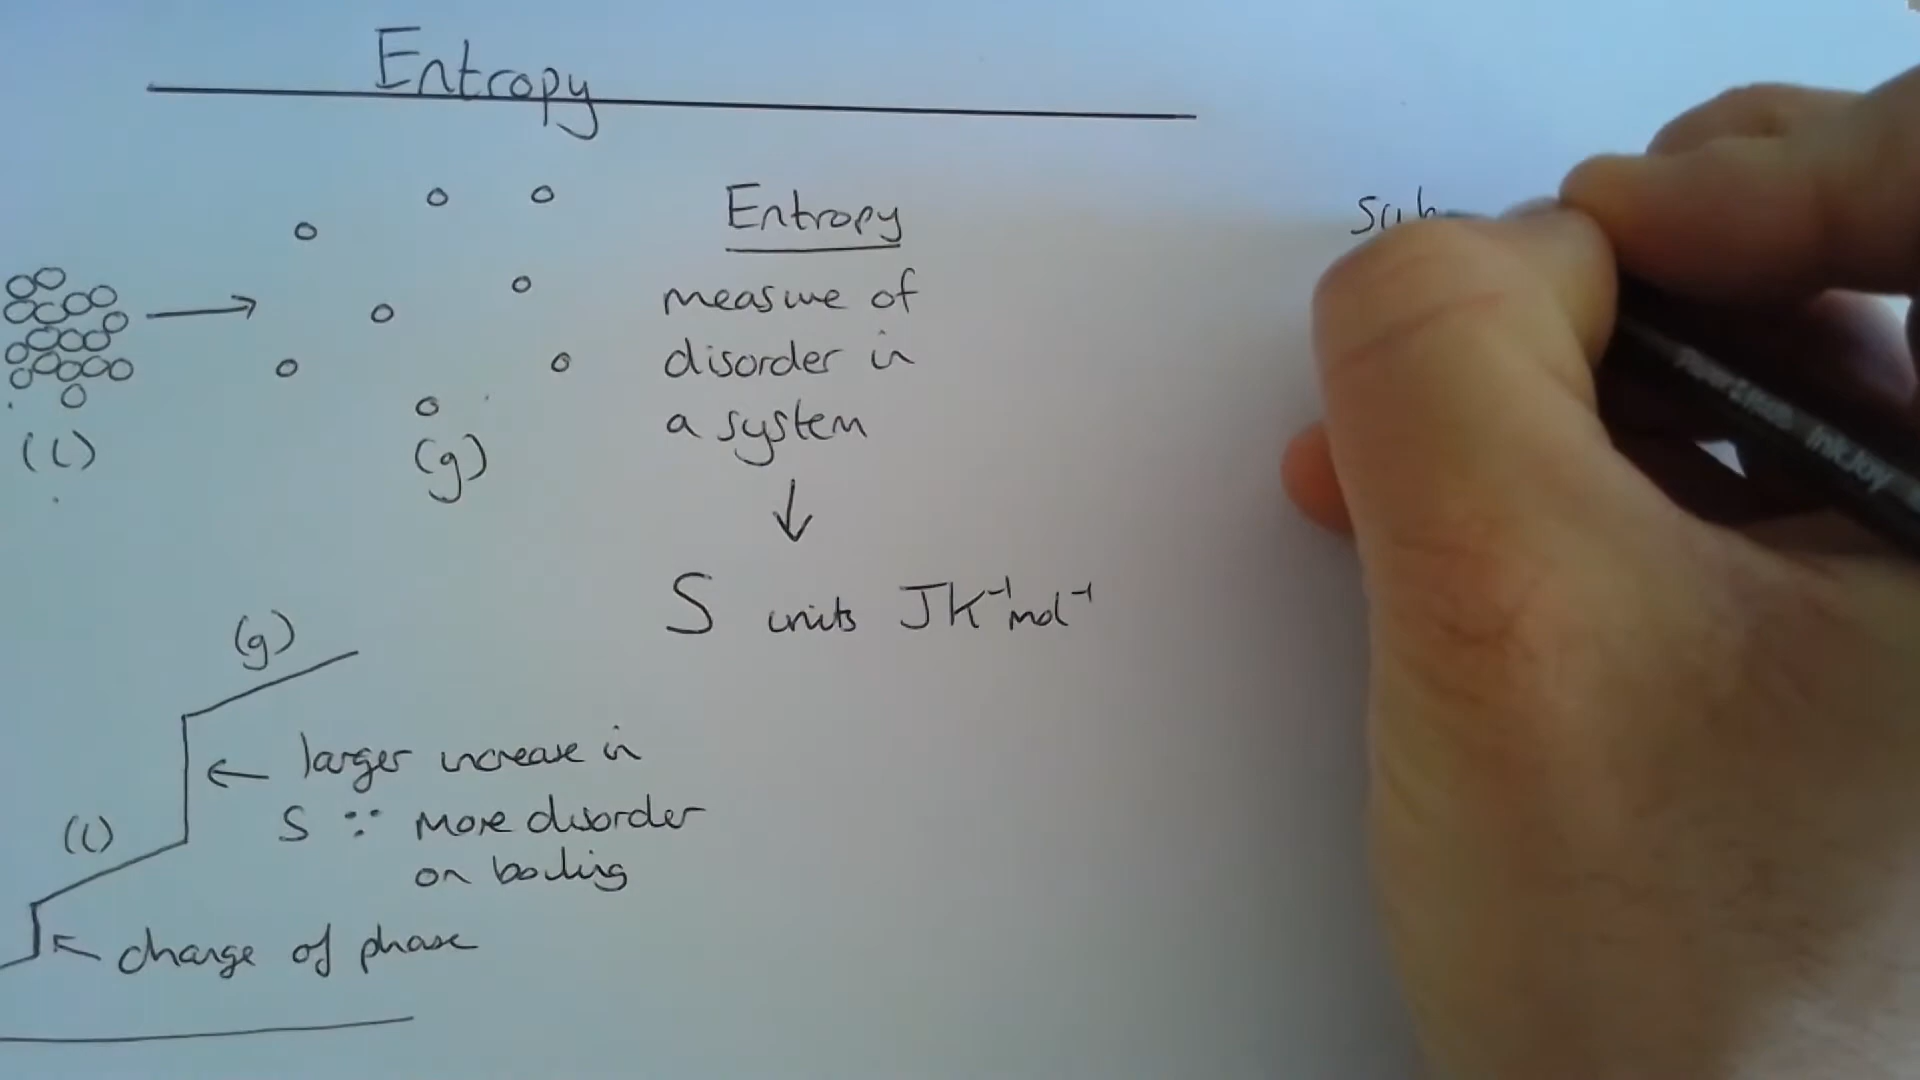 Entropy
Entropy
measure of
disorder in
a system
(l)
(g)
S units JK⁻¹mol⁻¹
(g)
larger increase in
S ∵ more disorder
on boiling
(l)
change of phase